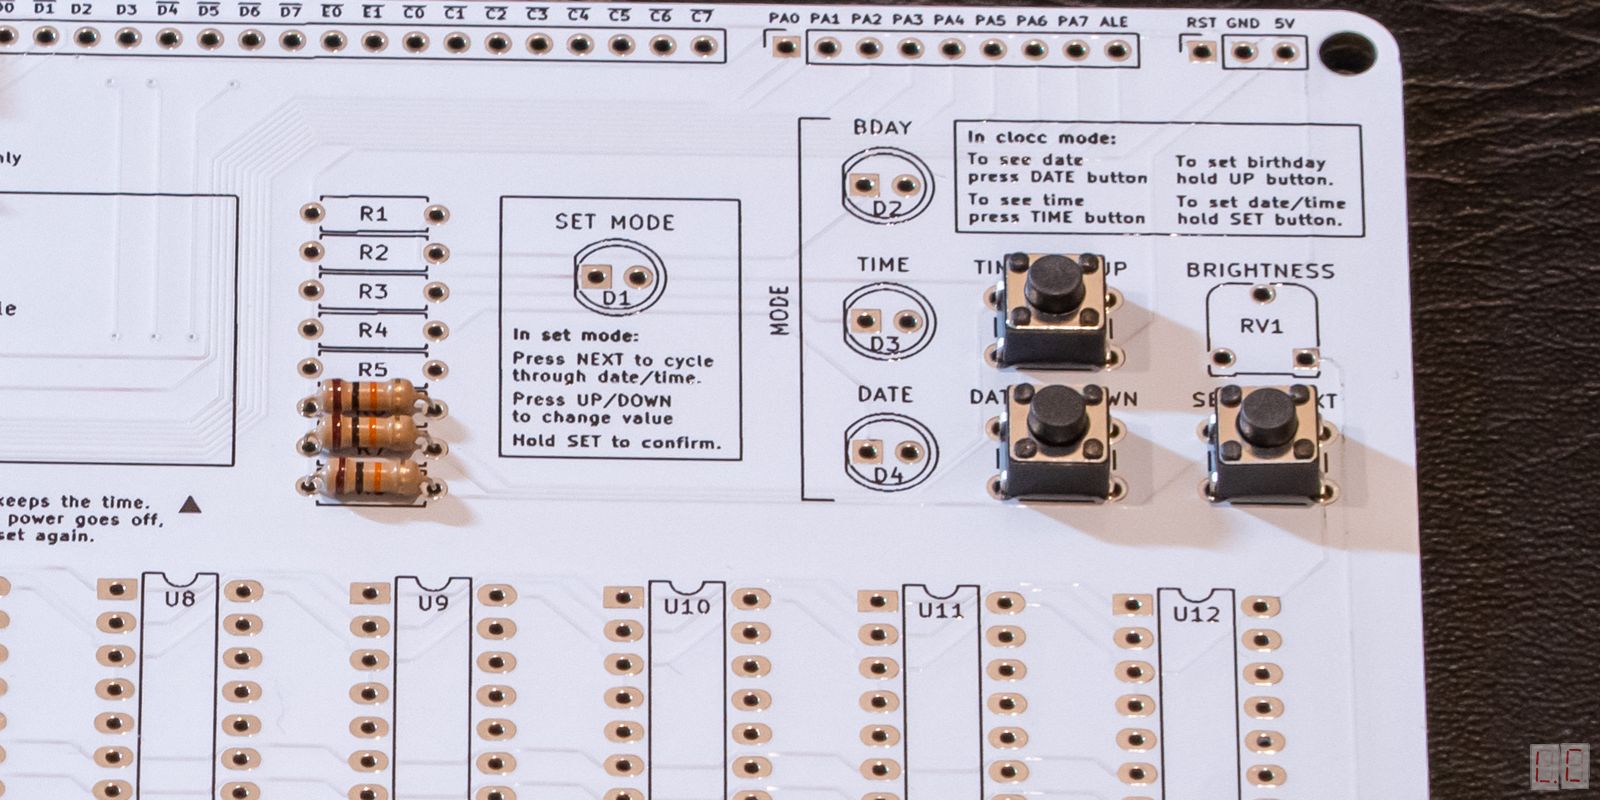 D1 D2 D3 D4 D5 D6 D7 E0 E1 C0 C1 C2 C3 C4 C5 C6 C7
PA0 PA1 PA2 PA3 PA4 PA5 PA6 PA7 ALE
RST GND 5V
BDAY
D2
In clocc mode:
To see date
press DATE button
To see time
press TIME button
To set birthday
hold UP button.
To set date/time
hold SET button.
R1
R2
R3
R4
R5
SET MODE
D1
In set mode:
Press NEXT to cycle
through date/time.
Press UP/DOWN
to change value
Hold SET to confirm.
MODE
TIME
D3
DATE
D4
BRIGHTNESS
RV1
keeps the time.
power goes off,
set again.
U8
U9
U10
U11
U12